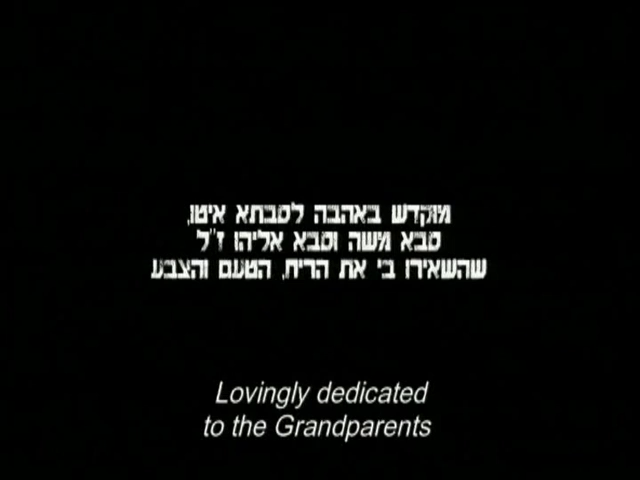 מוקדש באהבה לסבתא איטו,
סבא משה וסבא אליהו ז"ל
שהשאירו בי את הריח, הטעם והצבע
Lovingly dedicated
to the Grandparents